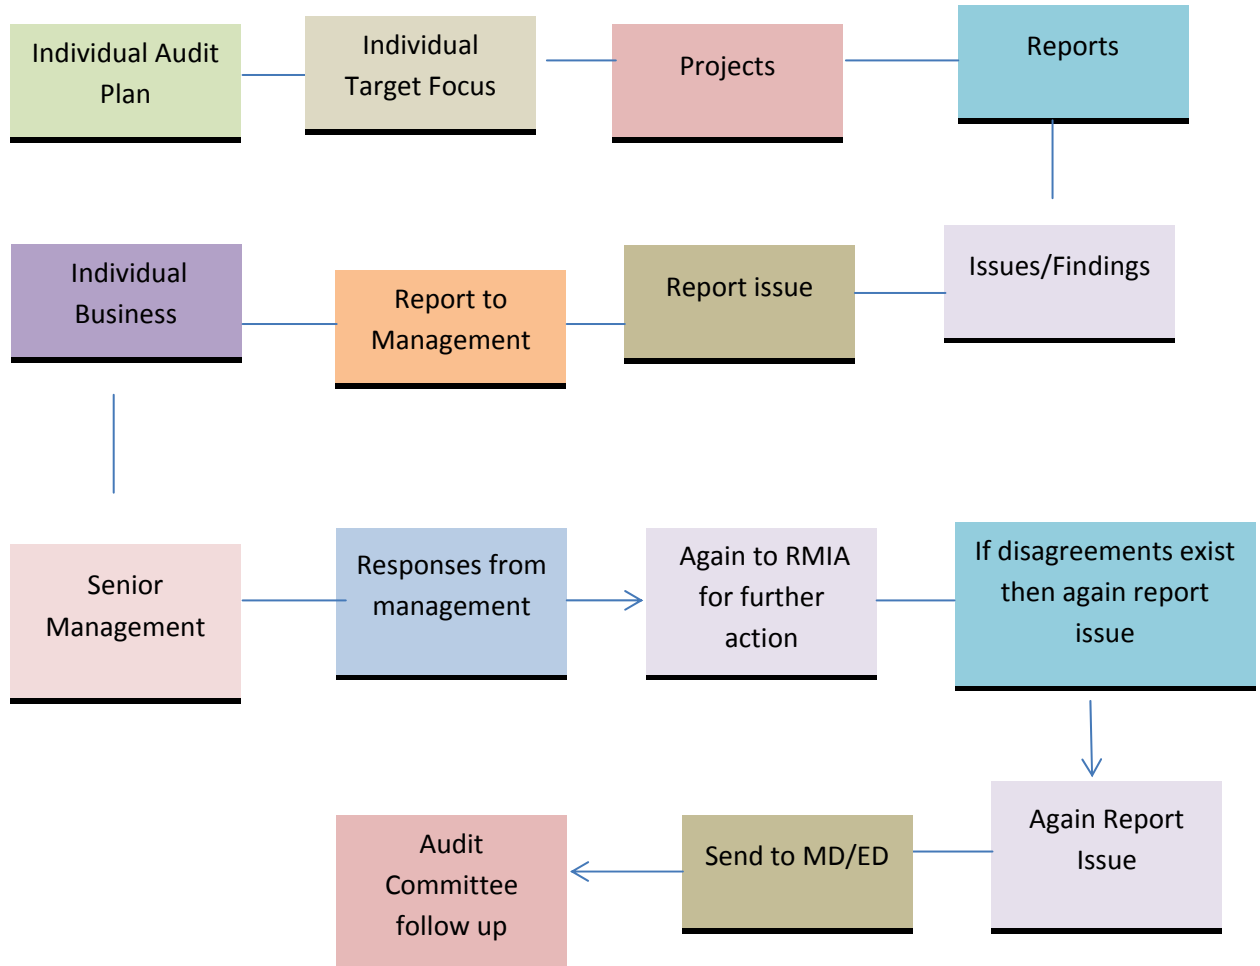 Individual Audit
Plan
Individual
Target Focus
Projects
Reports
Issues/Findings
Report issue
Report to
Management
Individual
Business
Senior
Management
Responses from
management
Again to RMIA
for further
action
If disagreements exist
then again report
issue
Again Report
Issue
Send to MD/ED
Audit
Committee
follow up